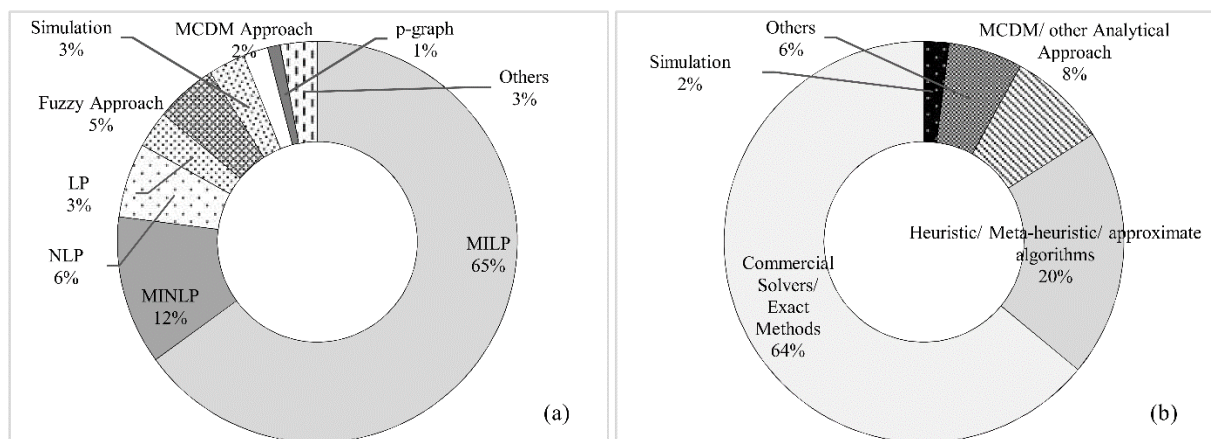 Simulation
3%
MCDM Approach
2%
p-graph
1%
Others
3%
Fuzzy Approach
5%
LP
3%
NLP
6%
MINLP
12%
MILP
65%
(a)
Others
6%
MCDM/ other Analytical
Approach
8%
Simulation
2%
Heuristic/ Meta-heuristic/ approximate
algorithms
20%
Commercial
Solvers/
Exact
Methods
64%
(b)